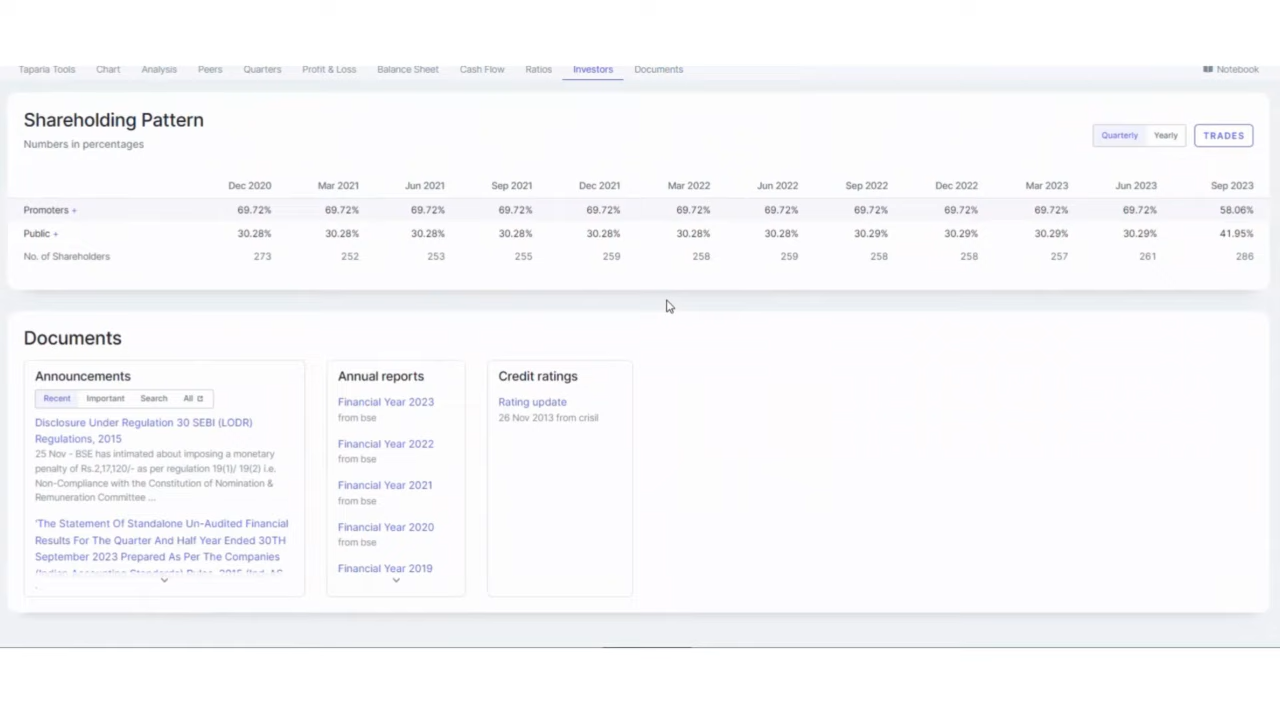 Taparia Tools Chart Analysis Peers Quarters Profit & Loss Balance Sheet Cash Flow Ratios Investors Documents Notebook
Shareholding Pattern
Numbers in percentages
Quarterly Yearly TRADES
Dec 2020 Mar 2021 Jun 2021 Sep 2021 Dec 2021 Mar 2022 Jun 2022 Sep 2022 Dec 2022 Mar 2023 Jun 2023 Sep 2023
Promoters + 69.72% 69.72% 69.72% 69.72% 69.72% 69.72% 69.72% 69.72% 69.72% 69.72% 69.72% 58.06%
Public + 30.28% 30.28% 30.28% 30.28% 30.28% 30.28% 30.28% 30.29% 30.29% 30.29% 30.29% 41.95%
No. of Shareholders 273 252 253 255 259 258 259 258 258 257 261 286
Documents
Announcements
Recent Important Search All
Disclosure Under Regulation 30 SEBI (LODR)
Regulations, 2015
25 Nov - BSE has intimated about imposing a monetary
penalty of Rs.2,17,120/- as per regulation 19(1)/ 19(2) i.e.
Non-Compliance with the Constitution of Nomination &
Remuneration Committee ...
'The Statement Of Standalone Un-Audited Financial
Results For The Quarter And Half Year Ended 30TH
September 2023 Prepared As Per The Companies
(Indian Accounting Standards) Rules, 2015 (Ind-AS
Annual reports
Financial Year 2023
from bse
Financial Year 2022
from bse
Financial Year 2021
from bse
Financial Year 2020
from bse
Financial Year 2019
Credit ratings
Rating update
26 Nov 2013 from crisil